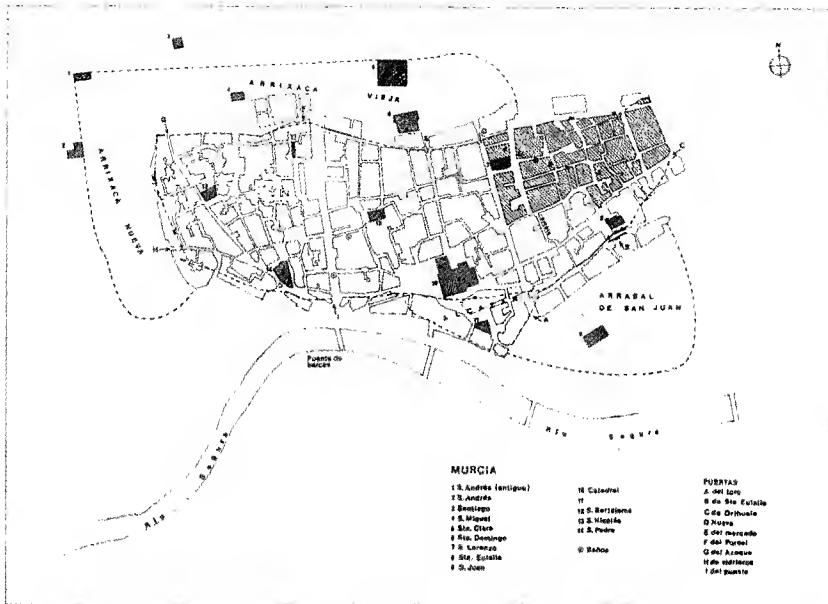 N
ARRIXACA
VIEJA
ARRIXACA NUEVA
ARRABAL
DE SAN JUAN
Puente de
barcas
Río Segura
Río Segura
MURCIA
1 S. Andrés (antiguo)
2 S. Andrés
3 Santiago
4 S. Miguel
5 Sta. Clara
6 Sto. Domingo
7 S. Lorenzo
8 Sta. Eulalia
9 S. Juan
10 Catedral
11
12 S. Bartolomé
13 S. Nicolás
14 S. Pedro
Baños
PUERTAS
A del toro
B de Sta Eulalia
C de Orihuela
D Nueva
E del mercado
F del Porcel
G del Azoque
H de vidrieros
I del puente